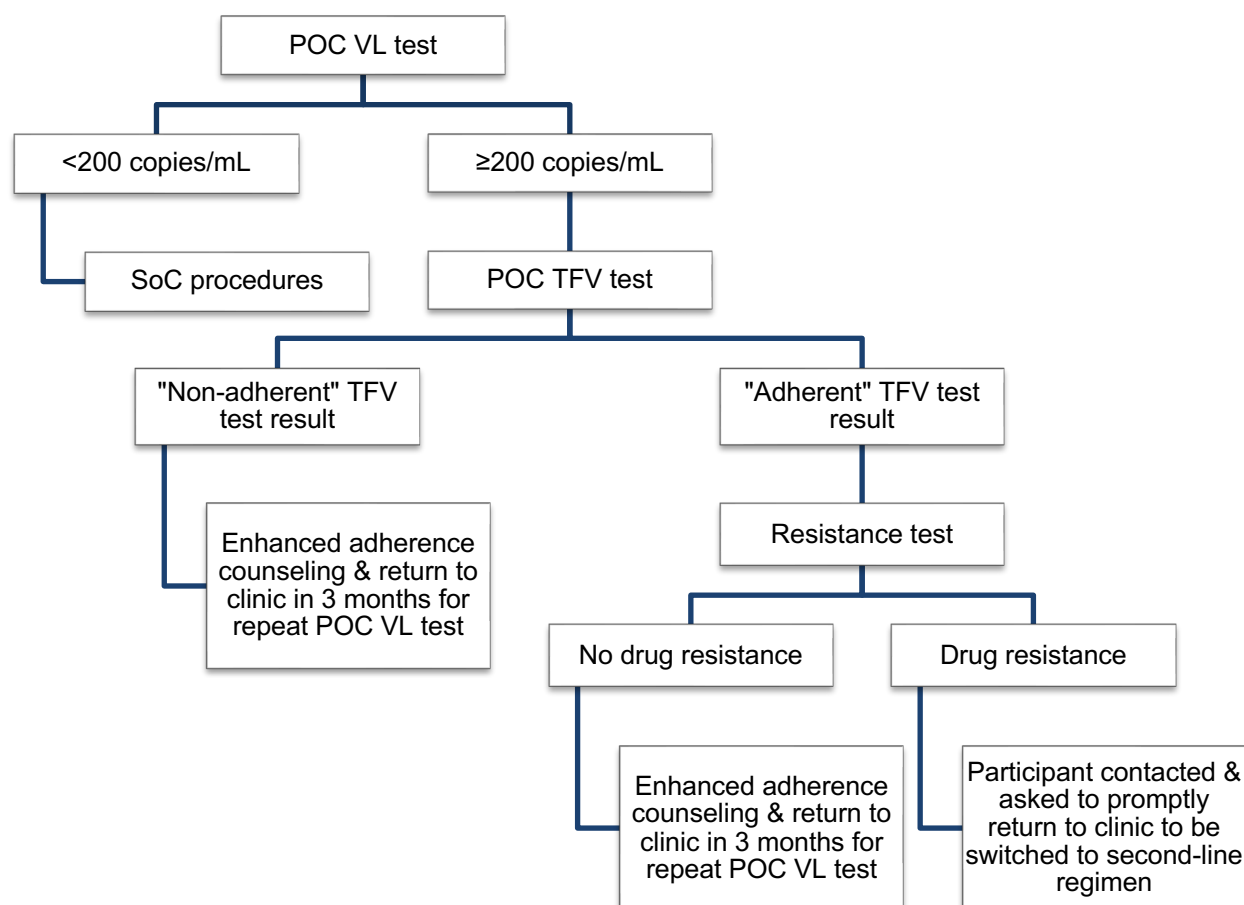 POC VL test
<200 copies/mL
≥200 copies/mL
SoC procedures
POC TFV test
"Non-adherent" TFV
test result
"Adherent" TFV test
result
Enhanced adherence
counseling & return to
clinic in 3 months for
repeat POC VL test
Resistance test
No drug resistance
Drug resistance
Enhanced adherence
counseling & return to
clinic in 3 months for
repeat POC VL test
Participant contacted &
asked to promptly
return to clinic to be
switched to second-line
regimen